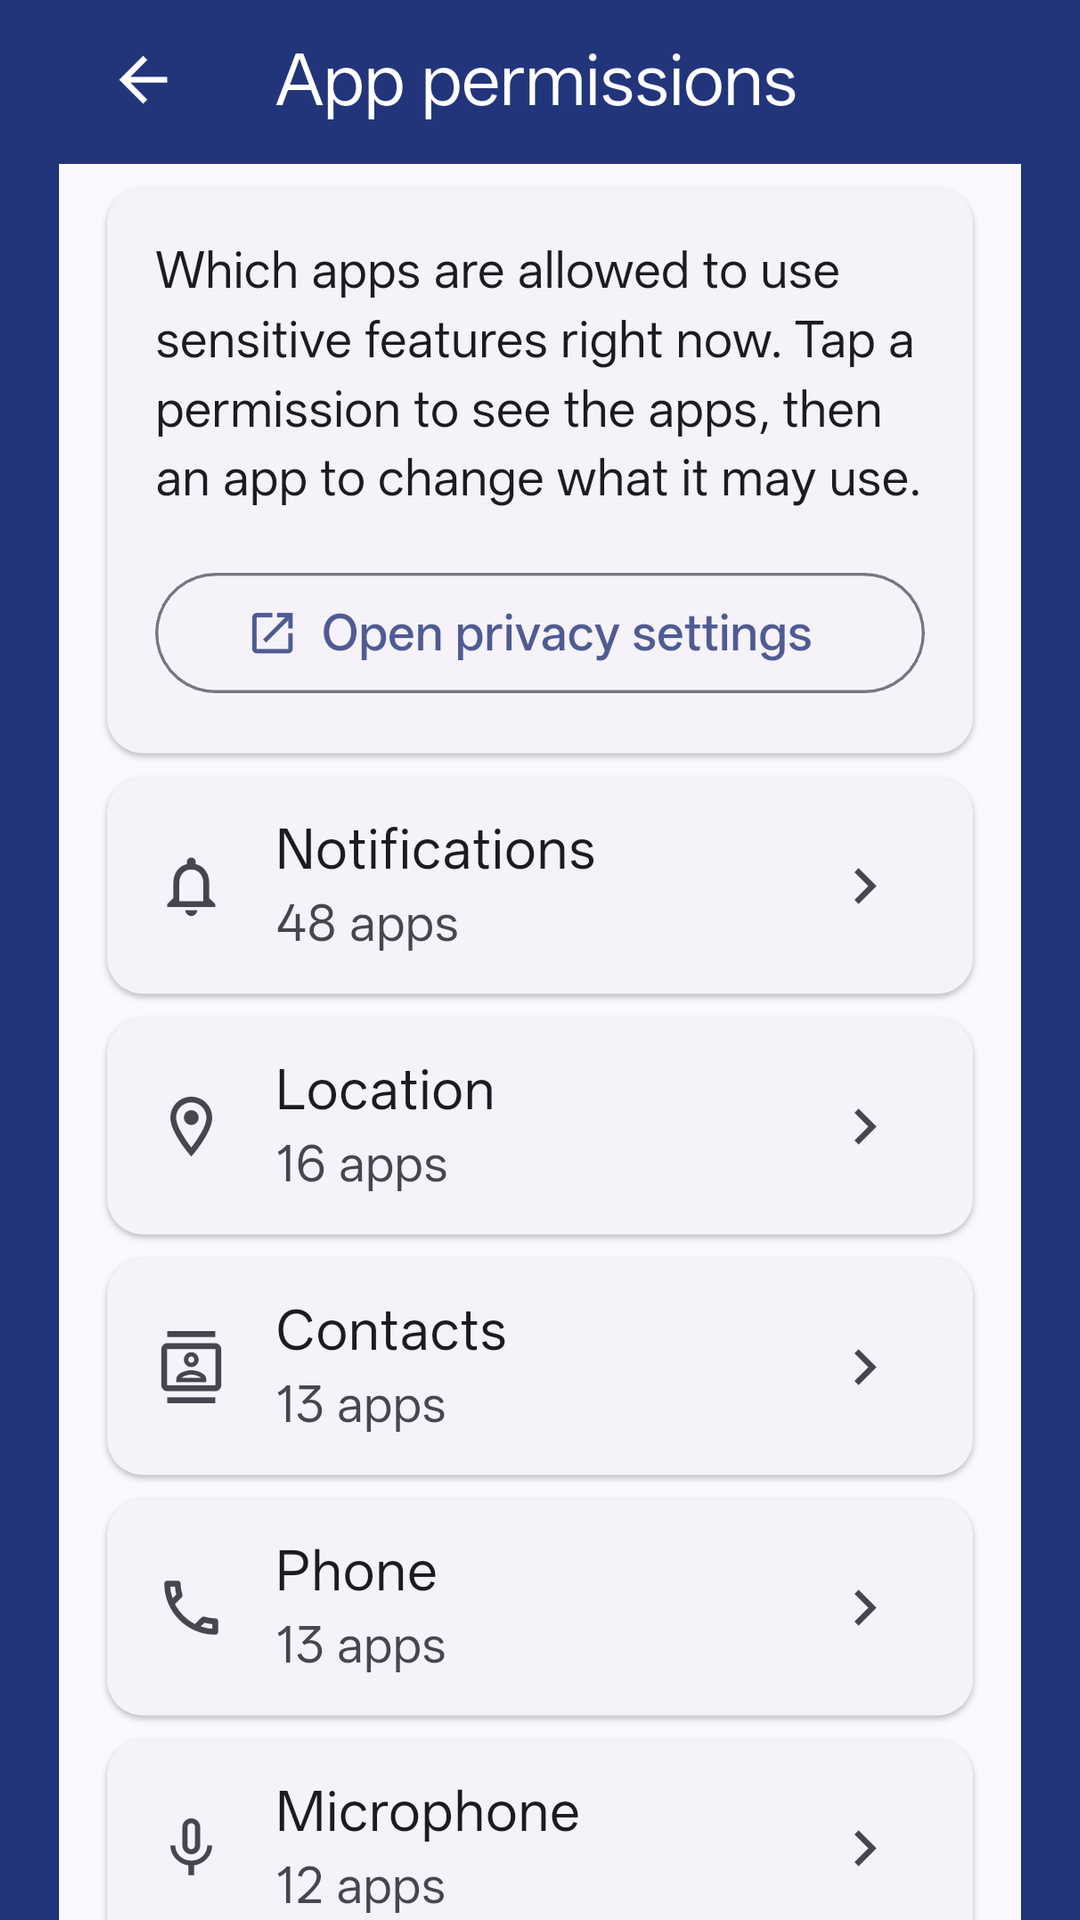 App permissions
Which apps are allowed to use
sensitive features right now. Tap a
permission to see the apps, then
an app to change what it may use.
Open privacy settings
Notifications
48 apps
Location
16 apps
Contacts
13 apps
Phone
13 apps
Microphone
12 apps